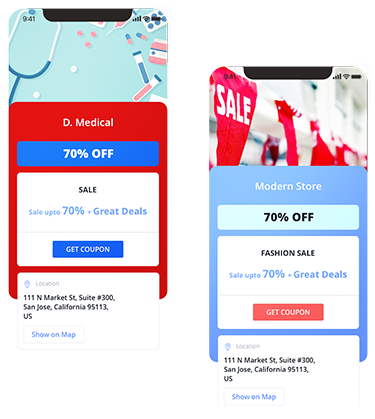 9:41
D. Medical
70% OFF
SALE
Sale upto 70% + Great Deals
GET COUPON
Location
111 N Market St, Suite #300,
San Jose, California 95113,
US
Show on Map
9:41
SALE
Modern Store
70% OFF
FASHION SALE
Sale upto 70% + Great Deals
GET COUPON
Location
111 N Market St, Suite #300,
San Jose, California 95113,
US
Show on Map